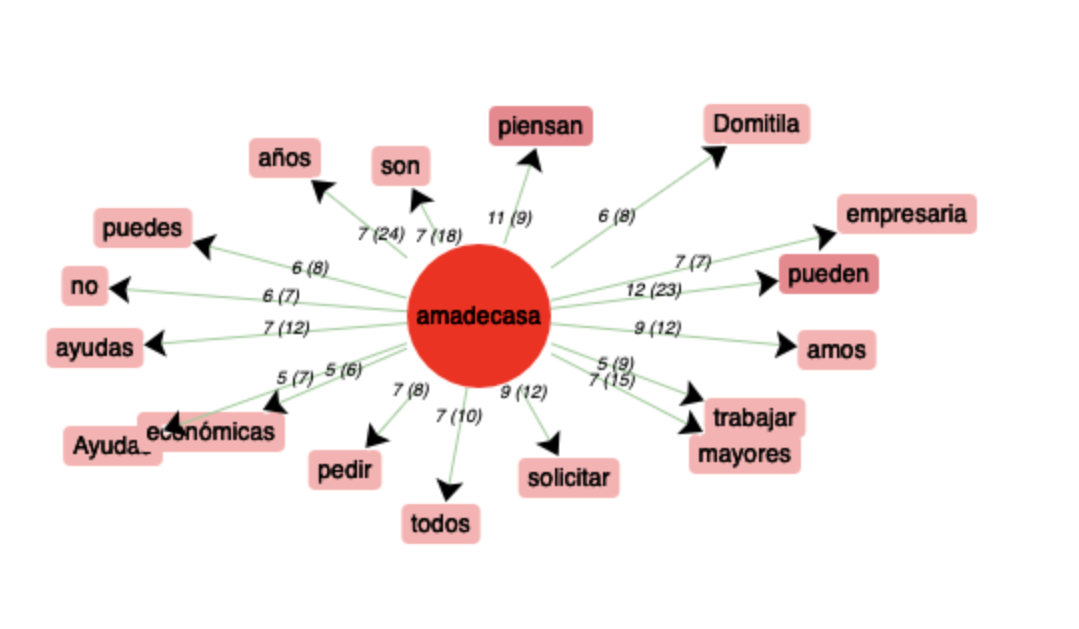 piensan
Domitila
años
son
empresaria
puedes
11 (9)
6 (8)
7 (24)
7 (18)
pueden
7 (7)
6 (8)
no
12 (23)
6 (7)
amadecasa
7 (12)
9 (12)
ayudas
amos
5 (9)
5 (6)
5 (7)
7 (15)
7 (8)
9 (12)
7 (10)
trabajar
económicas
Ayudas
mayores
pedir
solicitar
todos